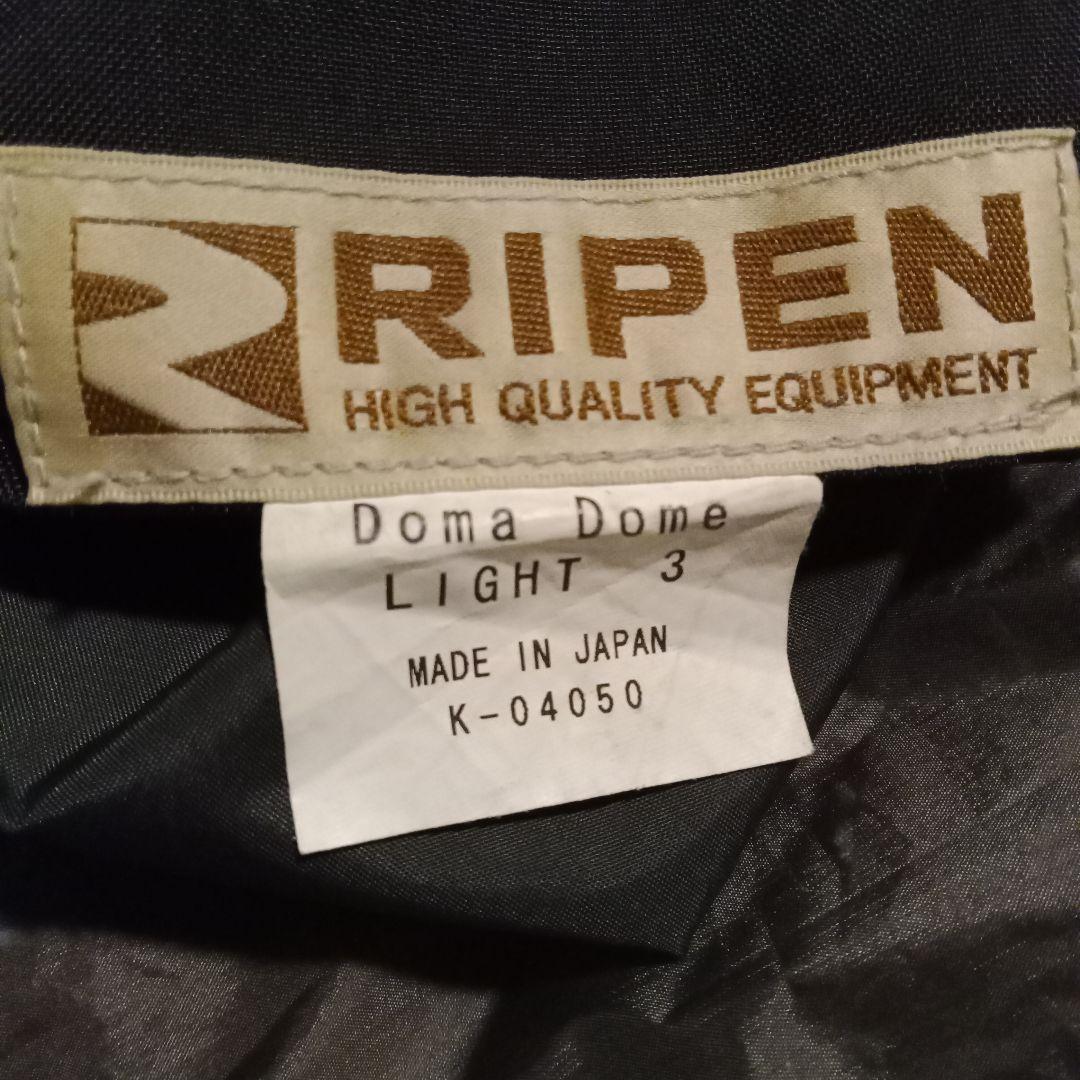 RIPEN
HIGH QUALITY EQUIPMENT
Doma Dome
LIGHT 3
MADE IN JAPAN
K-04050